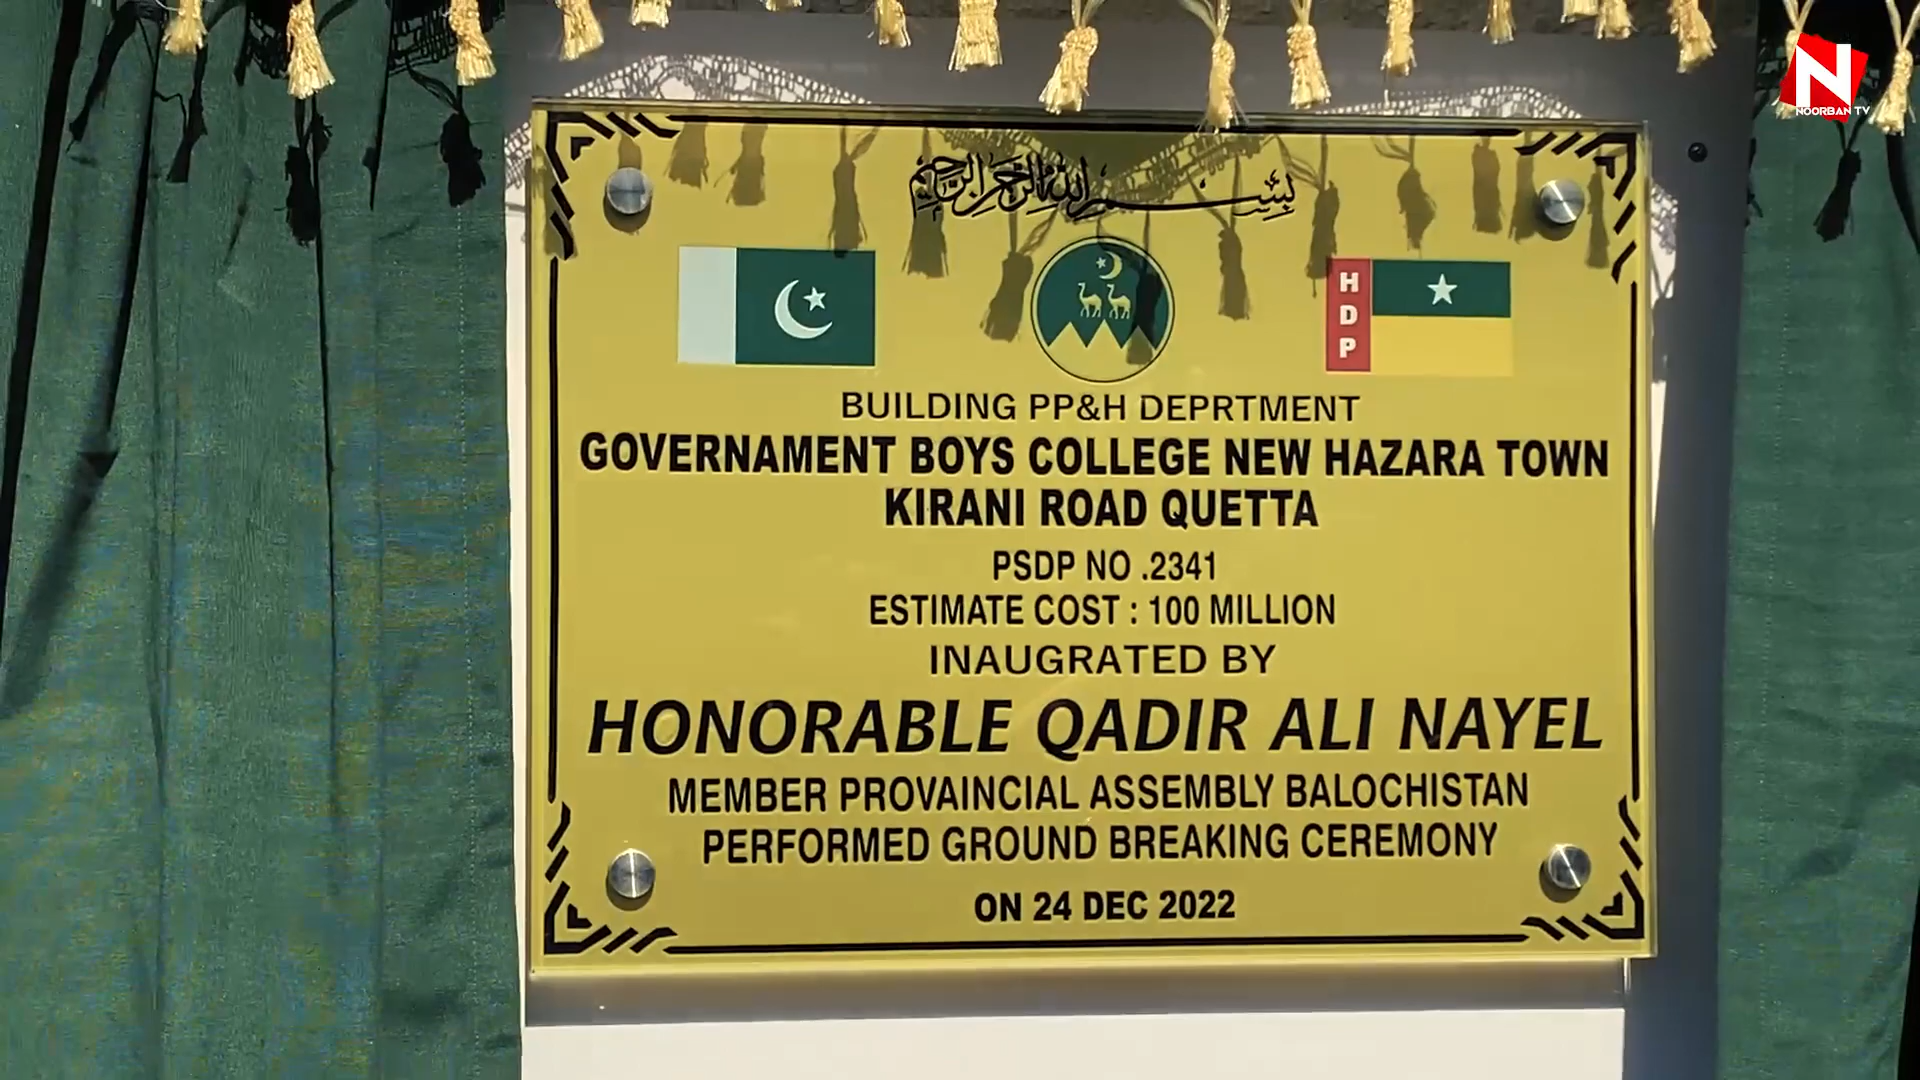 N
NOORBAN TV
بسم الله الرحمن الرحيم
H
D
P
BUILDING PP&H DEPRTMENT
GOVERNAMENT BOYS COLLEGE NEW HAZARA TOWN
KIRANI ROAD QUETTA
PSDP NO .2341
ESTIMATE COST : 100 MILLION
INAUGRATED BY
HONORABLE QADIR ALI NAYEL
MEMBER PROVAINCIAL ASSEMBLY BALOCHISTAN
PERFORMED GROUND BREAKING CEREMONY
ON 24 DEC 2022